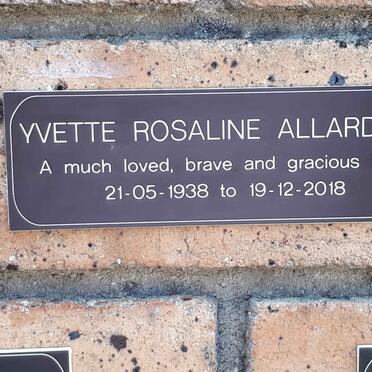 YVETTE ROSALINE ALLARD
A much loved, brave and gracious
21-05-1938 to 19-12-2018